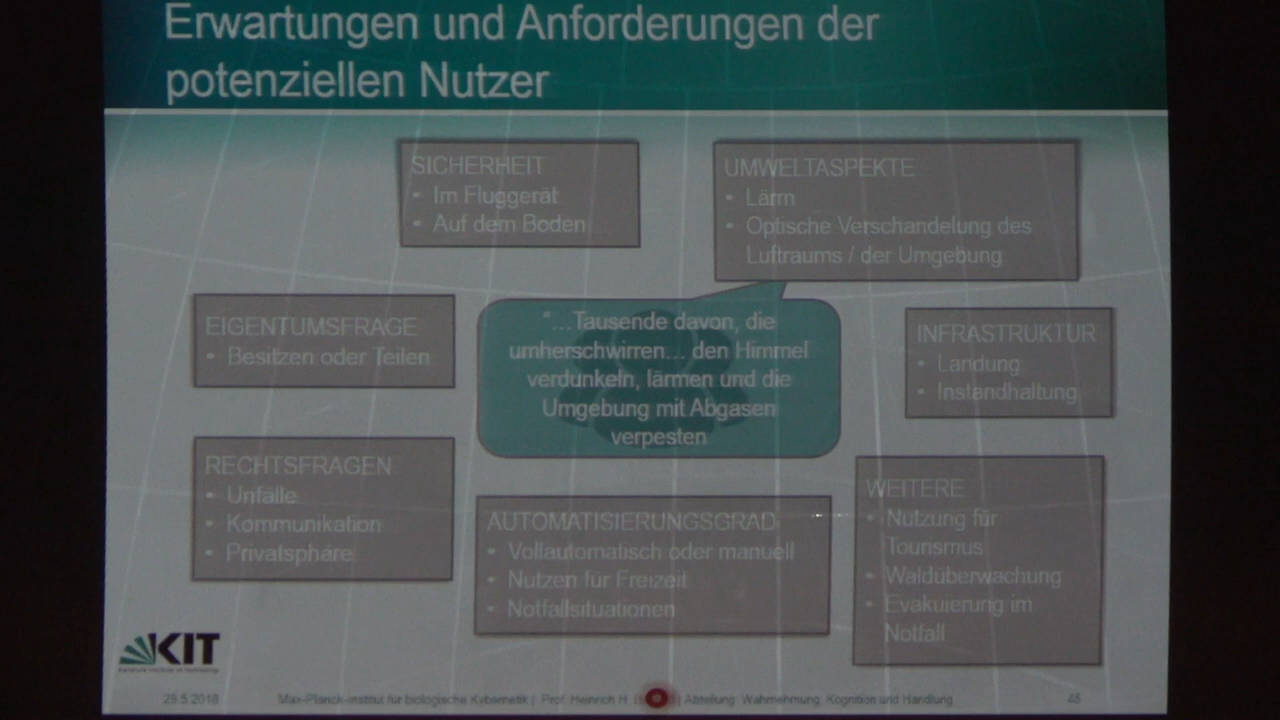 Erwartungen und Anforderungen der
potenziellen Nutzer
SICHERHEIT
• Im Fluggerät
• Auf dem Boden
UMWELTASPEKTE
• Lärm
• Optische Verschandelung des
Luftraums / der Umgebung
EIGENTUMSFRAGE
• Besitzen oder Teilen
"...Tausende davon, die
umherschwirren... den Himmel
verdunkeln, lärmen und die
Umgebung mit Abgasen
verpesten
INFRASTRUKTUR
• Landung
• Instandhaltung
RECHTSFRAGEN
• Unfälle
• Kommunikation
• Privatsphäre
AUTOMATISIERUNGSGRAD
• Vollautomatisch oder manuell
• Nutzen für Freizeit
• Notfallsituationen
WEITERE
• Nutzung für
Tourismus
• Waldüberwachung
• Evakuierung im
Notfall
KIT
Karlsruhe Institute of Technology
29.5.2018 Max-Planck-Institut für biologische Kybernetik | Prof. Heinrich H. | Abteilung: Wahrnehmung, Kognition und Handlung 45